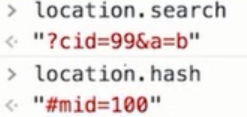 > location.search
<· "?cid=99&a=b"
> location.hash
<· "#mid=100"